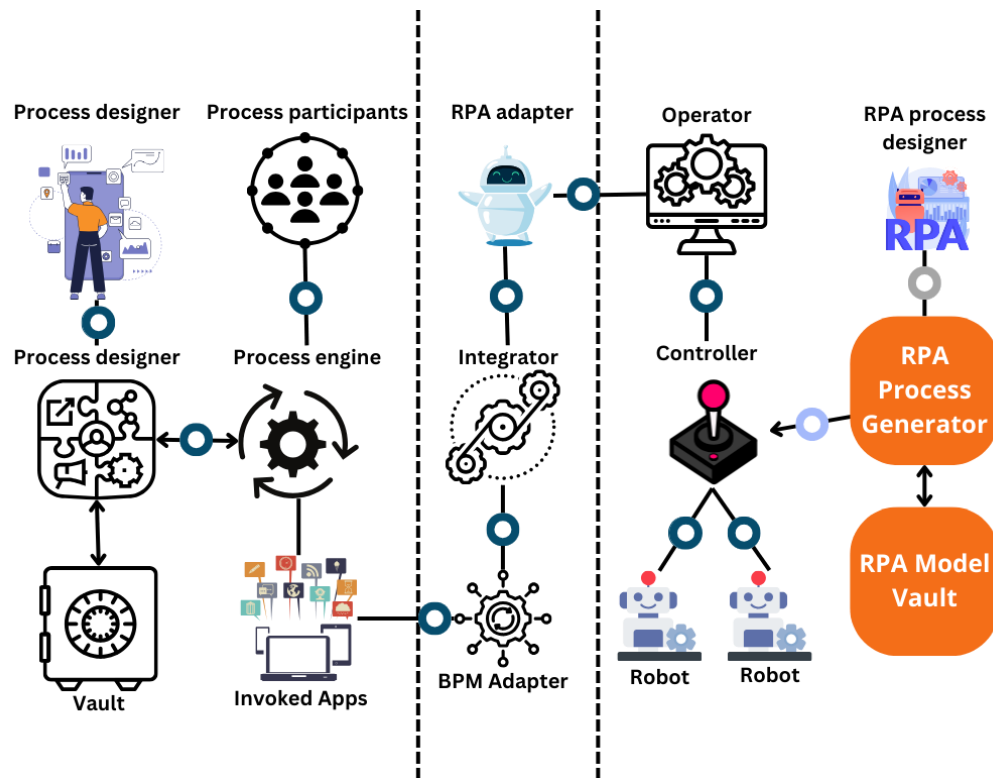 Process designer
Process participants
RPA adapter
Operator
RPA process
designer
RPA
Process designer
Process engine
Integrator
Controller
RPA
Process
Generator
RPA Model
Vault
Vault
Invoked Apps
BPM Adapter
Robot
Robot